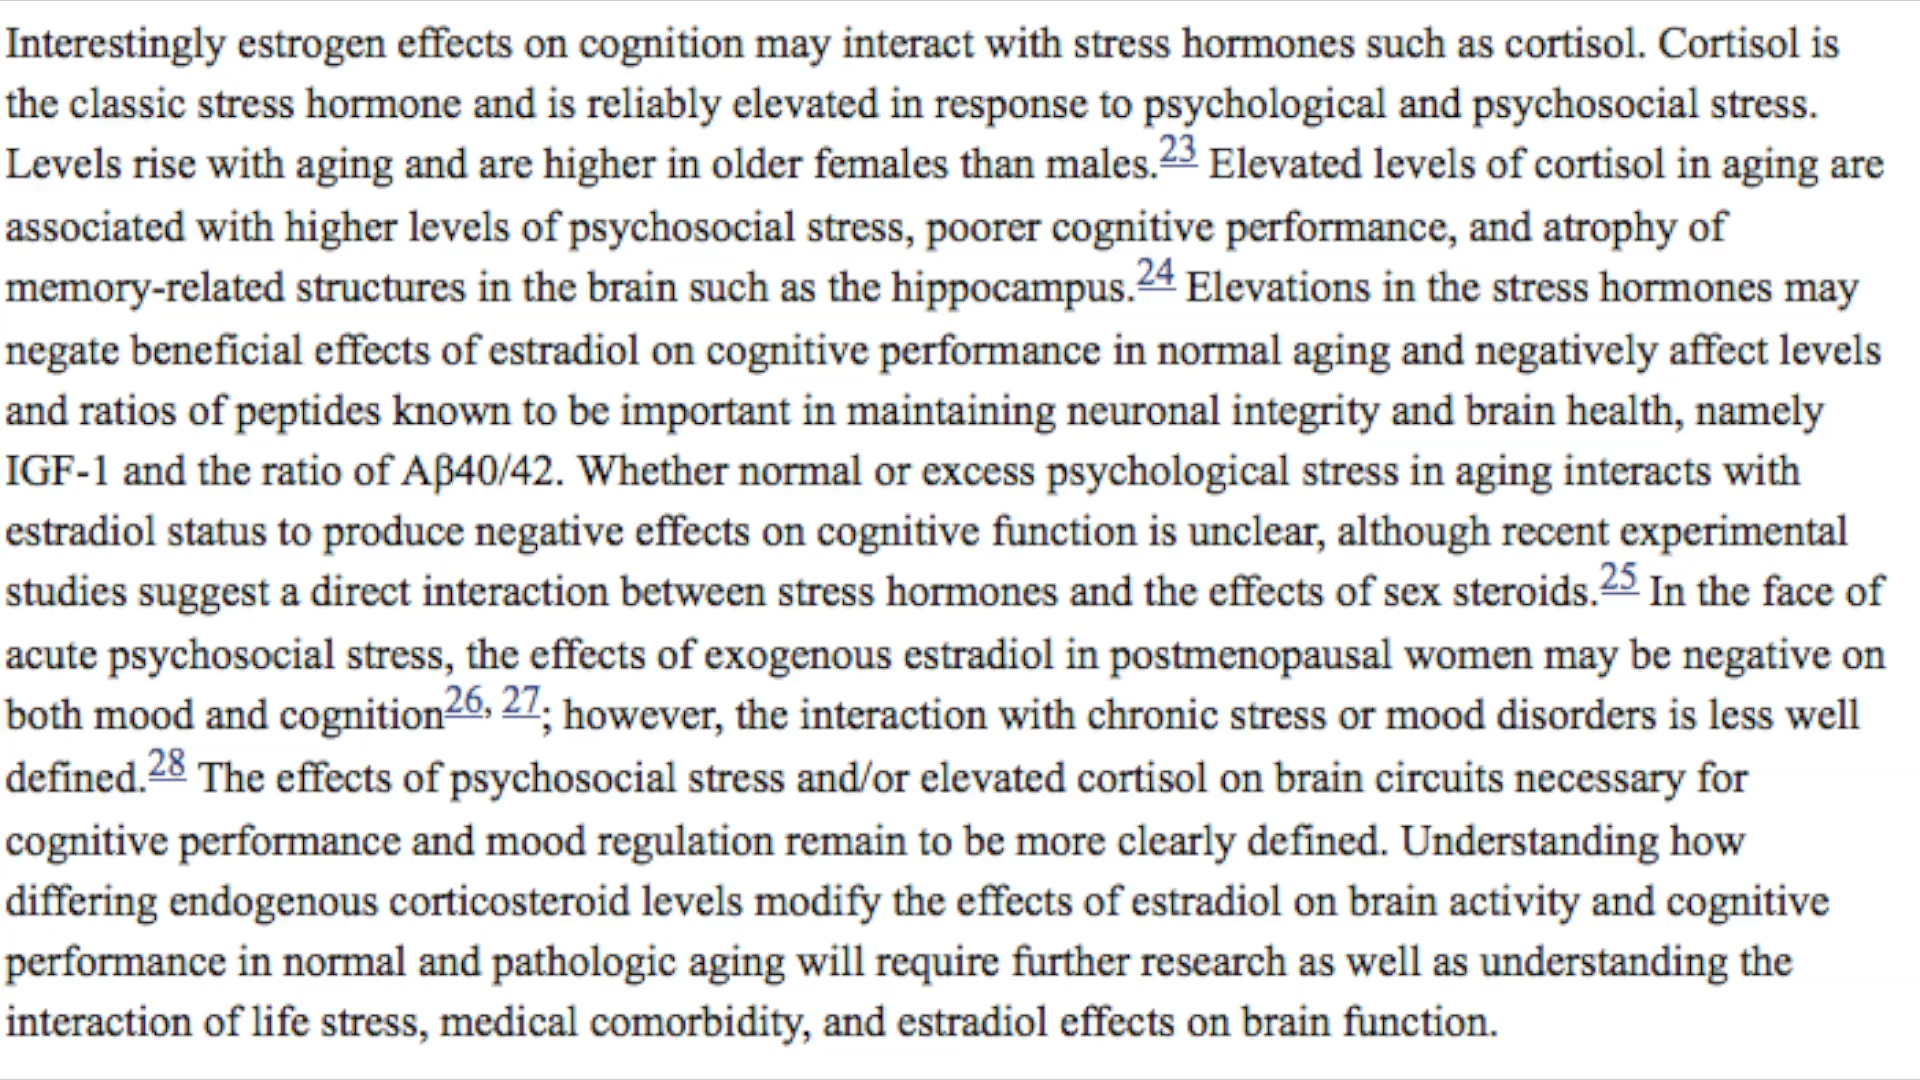 Interestingly estrogen effects on cognition may interact with stress hormones such as cortisol. Cortisol is
the classic stress hormone and is reliably elevated in response to psychological and psychosocial stress.
Levels rise with aging and are higher in older females than males.23 Elevated levels of cortisol in aging are
associated with higher levels of psychosocial stress, poorer cognitive performance, and atrophy of
memory-related structures in the brain such as the hippocampus.24 Elevations in the stress hormones may
negate beneficial effects of estradiol on cognitive performance in normal aging and negatively affect levels
and ratios of peptides known to be important in maintaining neuronal integrity and brain health, namely
IGF-1 and the ratio of Aβ40/42. Whether normal or excess psychological stress in aging interacts with
estradiol status to produce negative effects on cognitive function is unclear, although recent experimental
studies suggest a direct interaction between stress hormones and the effects of sex steroids.25 In the face of
acute psychosocial stress, the effects of exogenous estradiol in postmenopausal women may be negative on
both mood and cognition26, 27; however, the interaction with chronic stress or mood disorders is less well
defined.28 The effects of psychosocial stress and/or elevated cortisol on brain circuits necessary for
cognitive performance and mood regulation remain to be more clearly defined. Understanding how
differing endogenous corticosteroid levels modify the effects of estradiol on brain activity and cognitive
performance in normal and pathologic aging will require further research as well as understanding the
interaction of life stress, medical comorbidity, and estradiol effects on brain function.